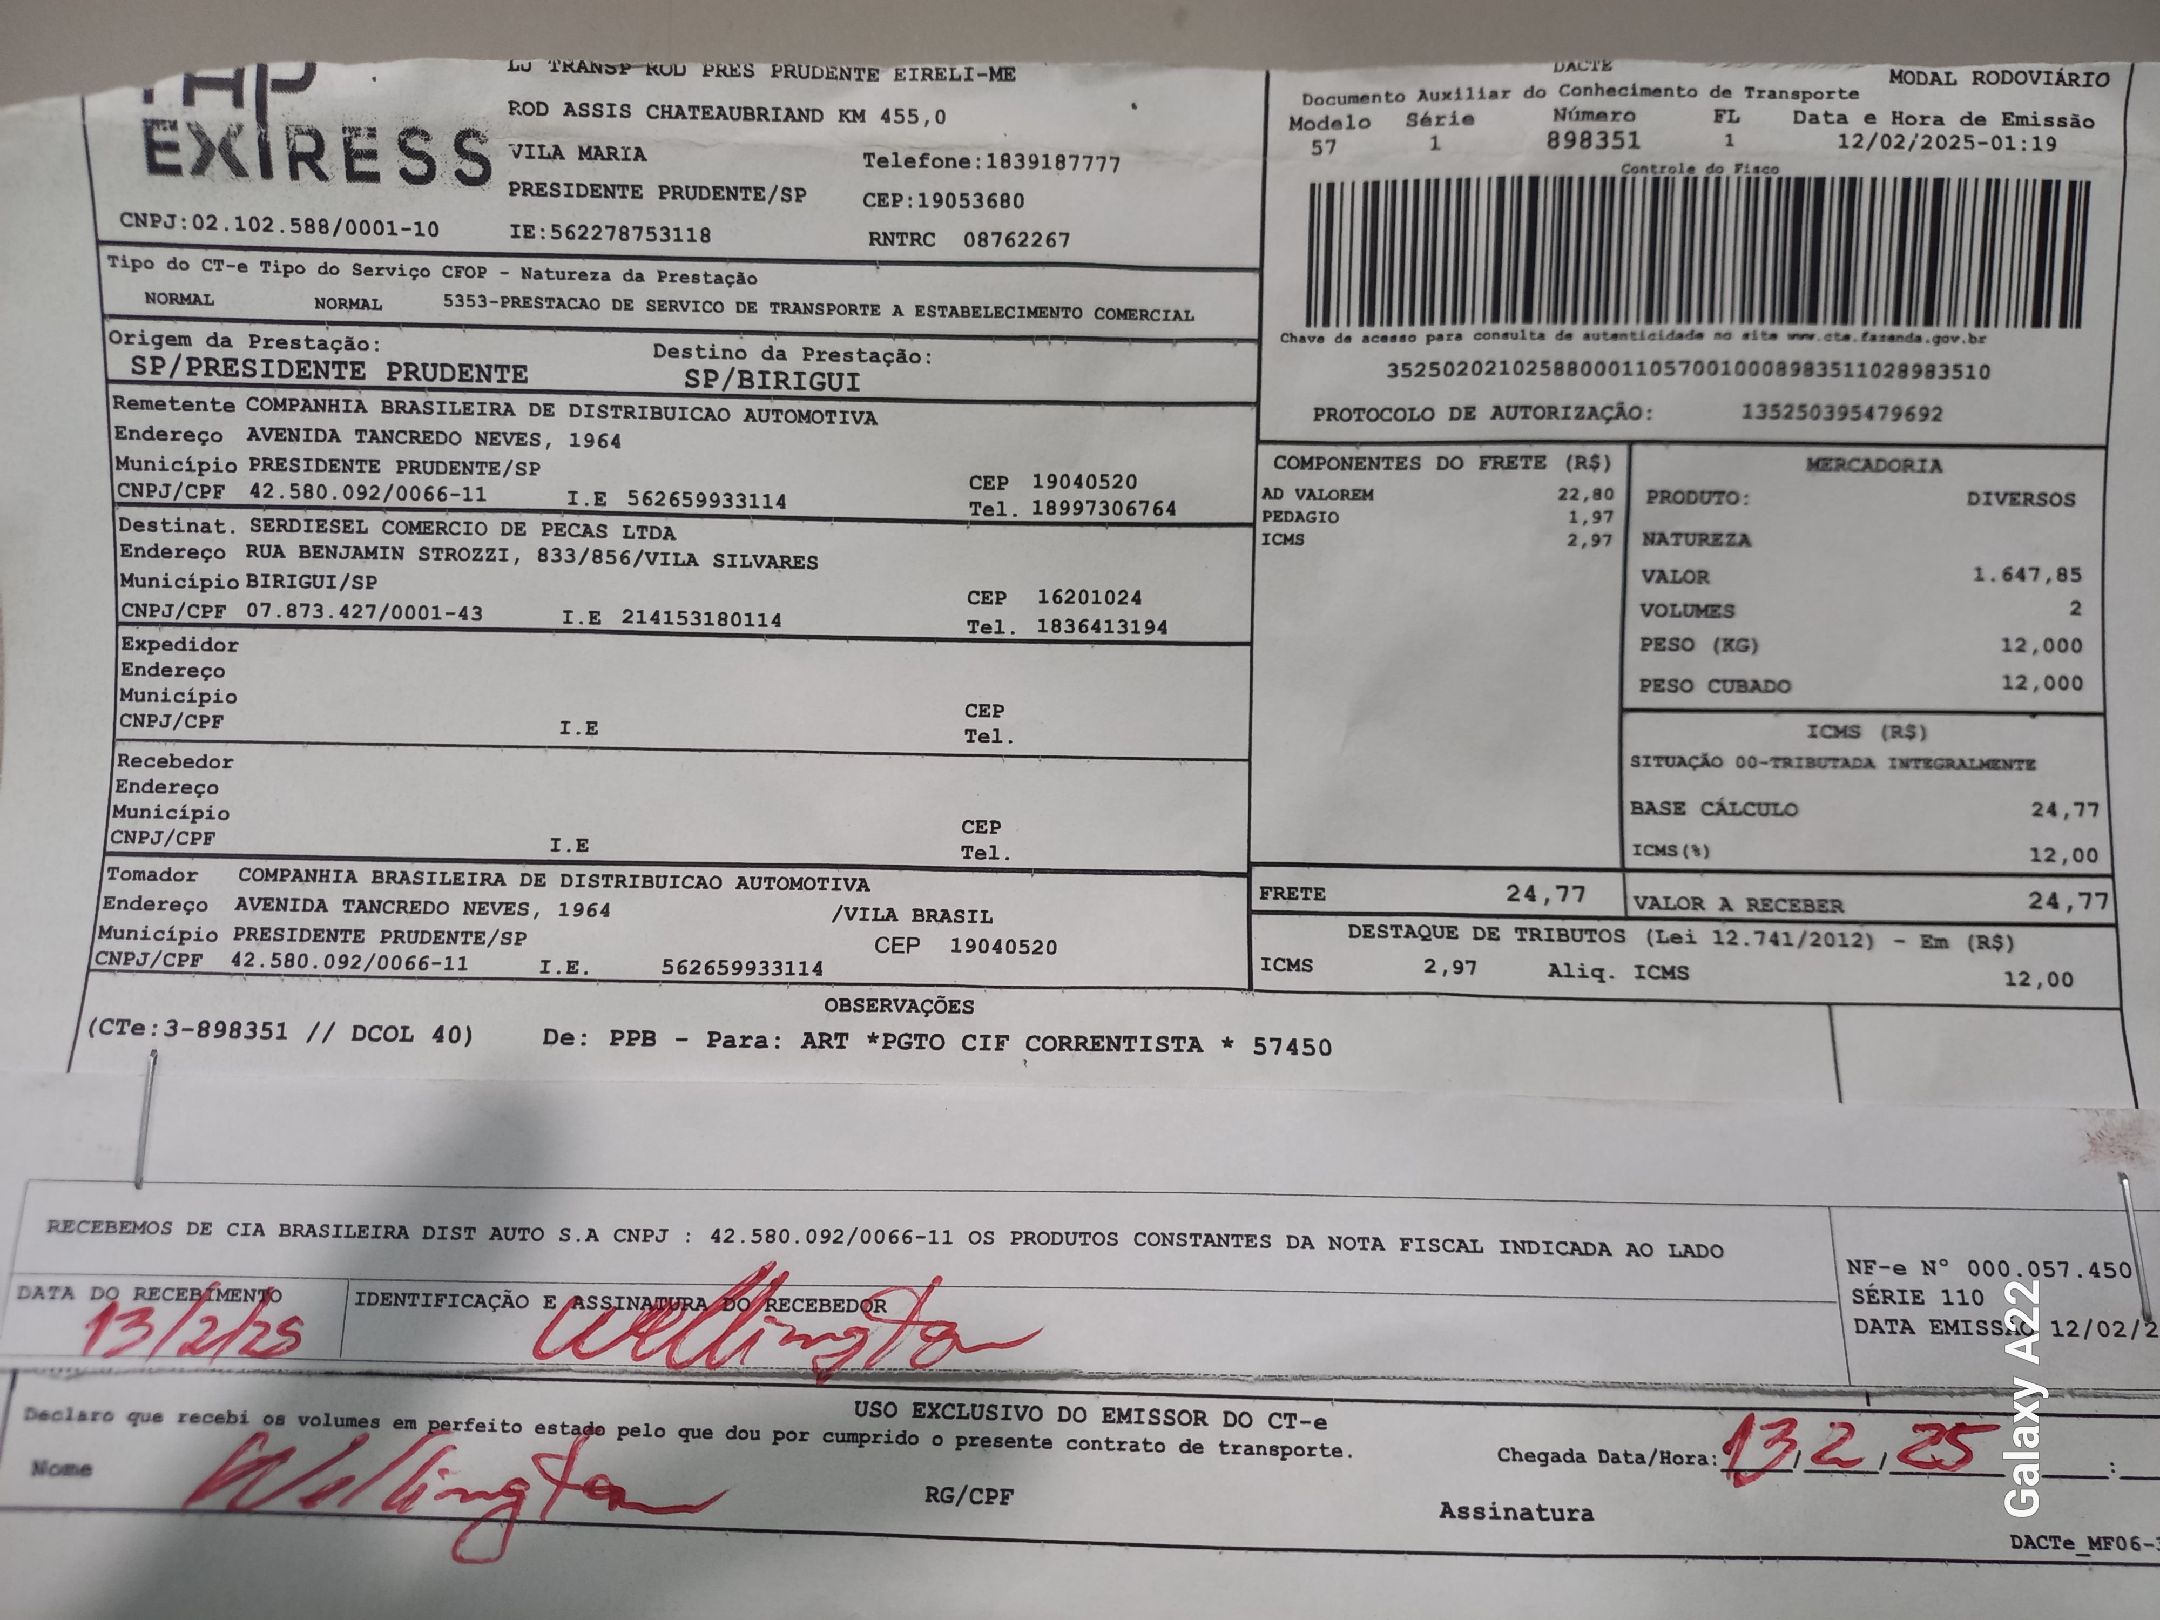 EXPRESS
LJ TRANSP ROD PRES PRUDENTE EIRELI-ME
ROD ASSIS CHATEAUBRIAND KM 455,0
VILA MARIA Telefone:1839187777
PRESIDENTE PRUDENTE/SP CEP:19053680
CNPJ:02.102.588/0001-10 IE:562278753118 RNTRC 08762267
DACTE MODAL RODOVIÁRIO
Documento Auxiliar do Conhecimento de Transporte
Modelo Série Número FL Data e Hora de Emissão
57 1 898351 1 12/02/2025-01:19
Controle do Fisco
Chave de acesso para consulta de autenticidade no site www.cte.fazenda.gov.br
35250202102588000110570010008983511028983510
PROTOCOLO DE AUTORIZAÇÃO: 135250395479692
Tipo do CT-e Tipo do Serviço CFOP - Natureza da Prestação
NORMAL NORMAL 5353-PRESTACAO DE SERVICO DE TRANSPORTE A ESTABELECIMENTO COMERCIAL
Origem da Prestação: Destino da Prestação:
SP/PRESIDENTE PRUDENTE SP/BIRIGUI
Remetente COMPANHIA BRASILEIRA DE DISTRIBUICAO AUTOMOTIVA
Endereço AVENIDA TANCREDO NEVES, 1964
Município PRESIDENTE PRUDENTE/SP CEP 19040520
CNPJ/CPF 42.580.092/0066-11 I.E 562659933114 Tel. 18997306764
Destinat. SERDIESEL COMERCIO DE PECAS LTDA
Endereço RUA BENJAMIN STROZZI, 833/856/VILA SILVARES
Município BIRIGUI/SP CEP 16201024
CNPJ/CPF 07.873.427/0001-43 I.E 214153180114 Tel. 1836413194
Expedidor
Endereço
Município CEP
CNPJ/CPF I.E Tel.
Recebedor
Endereço
Município CEP
CNPJ/CPF I.E Tel.
Tomador COMPANHIA BRASILEIRA DE DISTRIBUICAO AUTOMOTIVA
Endereço AVENIDA TANCREDO NEVES, 1964 /VILA BRASIL
Município PRESIDENTE PRUDENTE/SP CEP 19040520
CNPJ/CPF 42.580.092/0066-11 I.E. 562659933114
COMPONENTES DO FRETE (R$)
AD VALOREM 22,80
PEDAGIO 1,97
ICMS 2,97
MERCADORIA
PRODUTO: DIVERSOS
NATUREZA
VALOR 1.647,85
VOLUMES 2
PESO (KG) 12,000
PESO CUBADO 12,000
ICMS (R$)
SITUAÇÃO 00-TRIBUTADA INTEGRALMENTE
BASE CÁLCULO 24,77
ICMS(%) 12,00
FRETE 24,77 VALOR A RECEBER 24,77
DESTAQUE DE TRIBUTOS (Lei 12.741/2012) - Em (R$)
ICMS 2,97 Aliq. ICMS 12,00
OBSERVAÇÕES
(CTe:3-898351 // DCOL 40) De: PPB - Para: ART *PGTO CIF CORRENTISTA * 57450
RECEBEMOS DE CIA BRASILEIRA DIST AUTO S.A CNPJ : 42.580.092/0066-11 OS PRODUTOS CONSTANTES DA NOTA FISCAL INDICADA AO LADO
NF-e N° 000.057.450
SÉRIE 110
DATA EMISSÃO 12/02/2
DATA DO RECEBIMENTO IDENTIFICAÇÃO E ASSINATURA DO RECEBEDOR
13/2/25 Wellington
USO EXCLUSIVO DO EMISSOR DO CT-e
Declaro que recebi os volumes em perfeito estado pelo que dou por cumprido o presente contrato de transporte.
Chegada Data/Hora: 13/2/25 :
Nome Wellington RG/CPF Assinatura
DACTe_MF06-
Galaxy A22